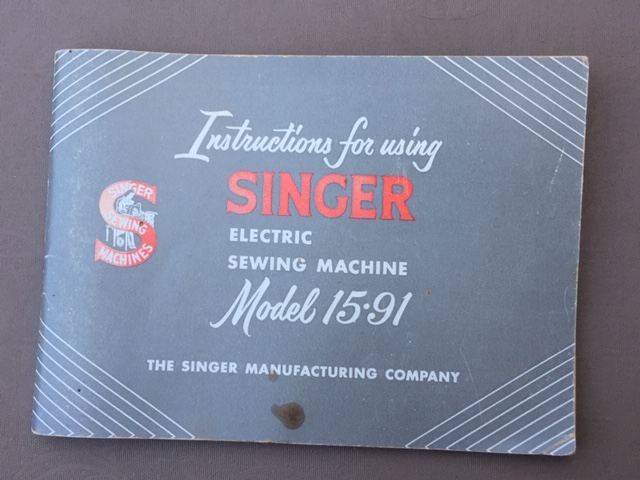 Instructions for using
SINGER
ELECTRIC
SEWING MACHINE
Model 15·91
THE SINGER MANUFACTURING COMPANY
SINGER
SEWING
MACHINES